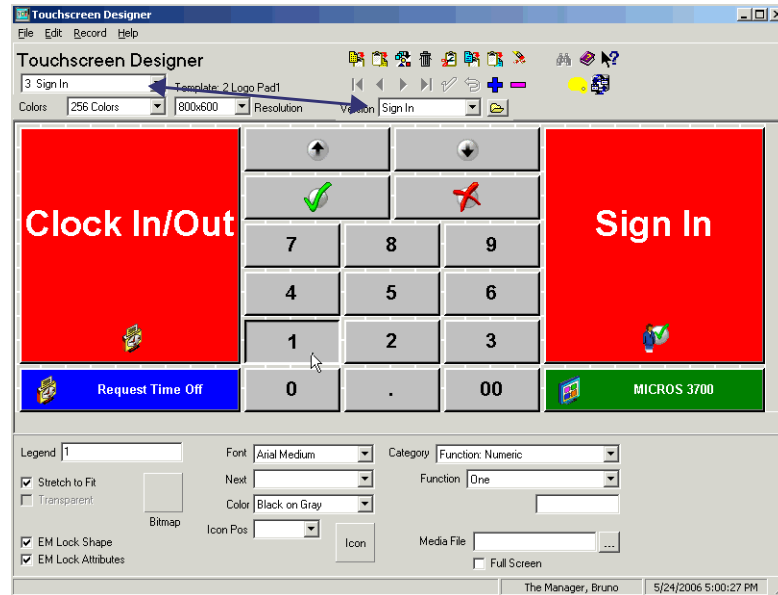 Touchscreen Designer
File Edit Record Help
Touchscreen Designer
3 Sign In
Template: 2 Logo Pad1
Colors 256 Colors 800x600 Resolution Version Sign In
Clock In/Out
Sign In
7 8 9
4 5 6
1 2 3
Request Time Off 0 . 00 MICROS 3700
Legend 1 Font Arial Medium Category Function: Numeric
Stretch to Fit Next Function One
Transparent Color Black on Gray
Bitmap Icon Pos
EM Lock Shape Icon Media File ...
EM Lock Attributes Full Screen
The Manager, Bruno 5/24/2006 5:00:27 PM